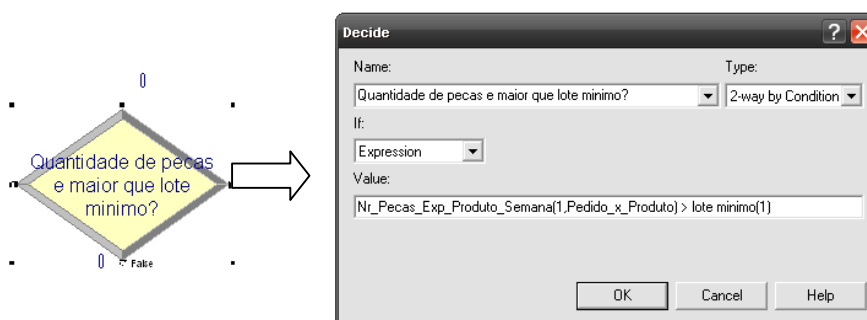 0
Quantidade de pecas
e maior que lote
minimo?
0
False
Decide
?
Name:
Type:
Quantidade de pecas e maior que lote minimo?
2-way by Condition
If:
Expression
Value:
Nr_Pecas_Exp_Produto_Semana(1,Pedido_x_Produto) > lote minimo(1)
OK
Cancel
Help